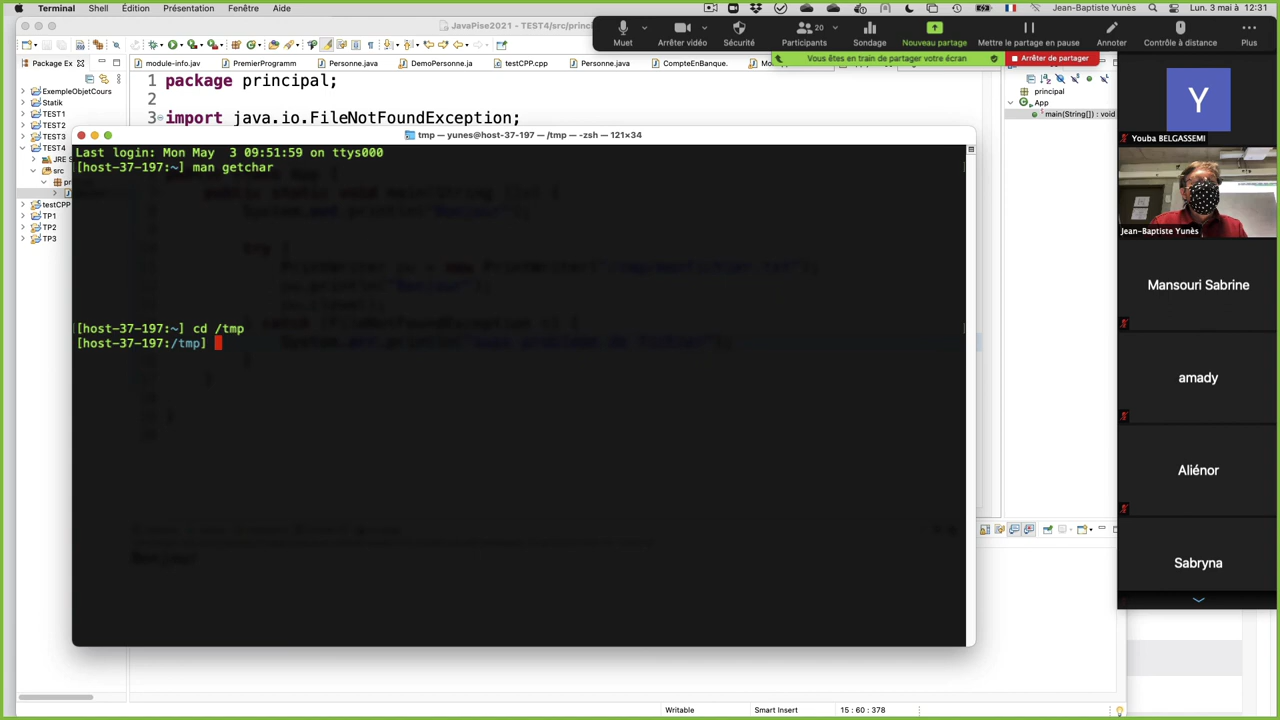 Terminal Shell Édition Présentation Fenêtre Aide
Jean-Baptiste Yunès Lun. 3 mai à 12:31
JavaPise2021 - TEST4/src/princ
Muet Arrêter vidéo Sécurité Participants 20 Sondage Nouveau partage Mettre le partage en pause Annoter Contrôle à distance Plus
Vous êtes en train de partager votre écran Arrêter de partager
Package Ex
module-info.jav PremierProgramm Personne.java DemoPersonne.ja testCPP.cpp Personne.java CompteEnBanque.
ExempleObjetCours
Statik
TEST1
TEST2
TEST3
TEST4
JRE S
src
pr
testCPP
TP1
TP2
TP3
1 package principal;
2
3 import java.io.FileNotFoundException;
principal
App
main(String[]) : void
tmp — yunes@host-37-197 — /tmp — -zsh — 121×34
Last login: Mon May  3 09:51:59 on ttys000
[host-37-197:~] man getchar
[host-37-197:~] cd /tmp
[host-37-197:/tmp]
Y
Youba BELGASSEMI
Jean-Baptiste Yunès
Mansouri Sabrine
amady
Aliénor
Sabryna
Writable Smart Insert 15 : 60 : 378